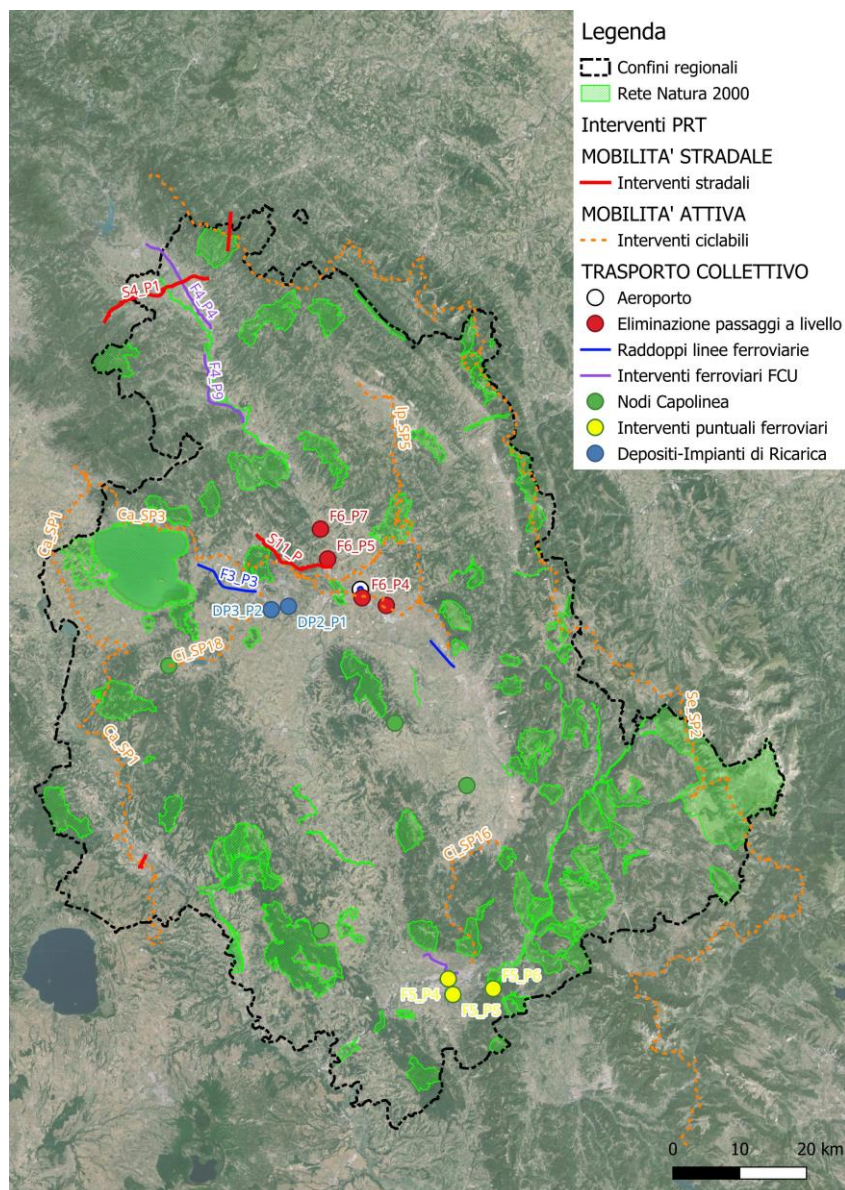 Legenda
Confini regionali
Rete Natura 2000
Interventi PRT
MOBILITA' STRADALE
Interventi stradali
MOBILITA' ATTIVA
Interventi ciclabili
TRASPORTO COLLETTIVO
Aeroporto
Eliminazione passaggi a livello
Raddoppi linee ferroviarie
Interventi ferroviari FCU
Nodi Capolinea
Interventi puntuali ferroviari
Depositi-Impianti di Ricarica
S4_P1
F4_P4
F4_P9
Ip_SP5
Ca_SP1
Ca_SP3
F6_P7
S11_P
F6_P5
F3_P3
F6_P4
DP3_P2
DP2_P1
Ci_SP18
Ca_SP1
Se_SP2
Ci_SP16
F5_P6
F5_P4
F5_P5
0 10 20 km